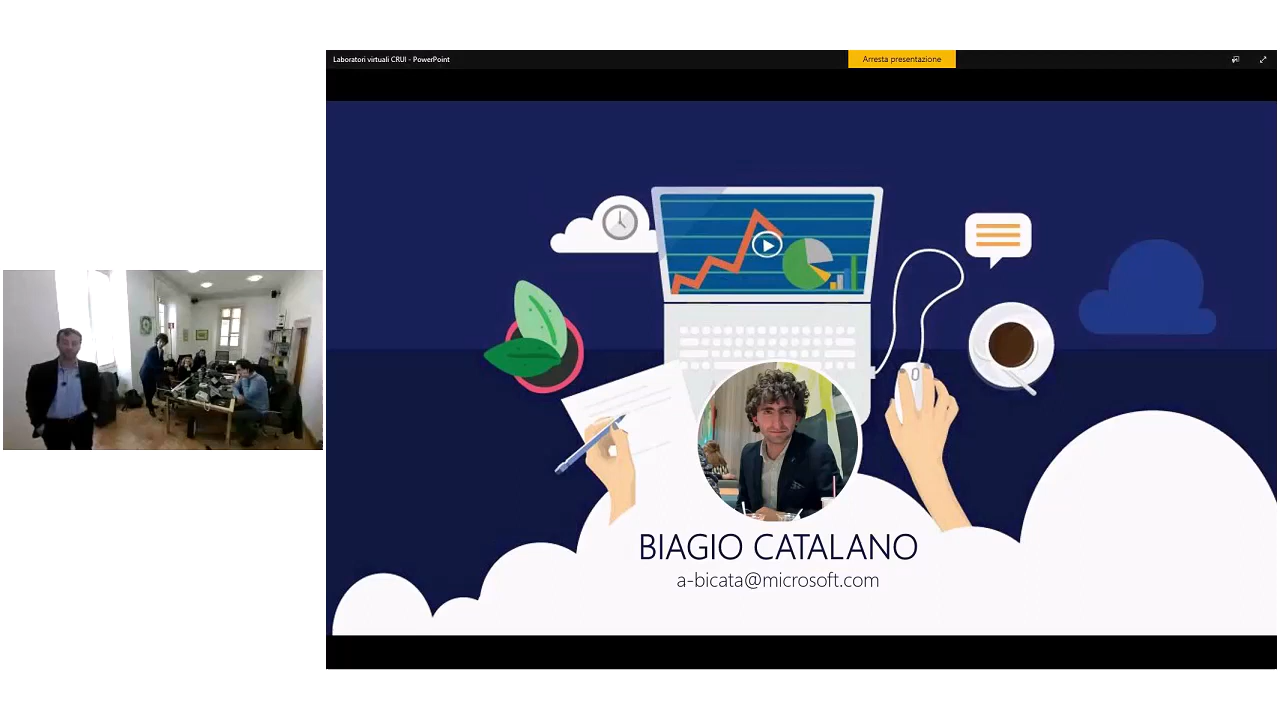 Laboratori virtuali CRUI - PowerPoint
Arresta presentazione
BIAGIO CATALANO
a-bicata@microsoft.com